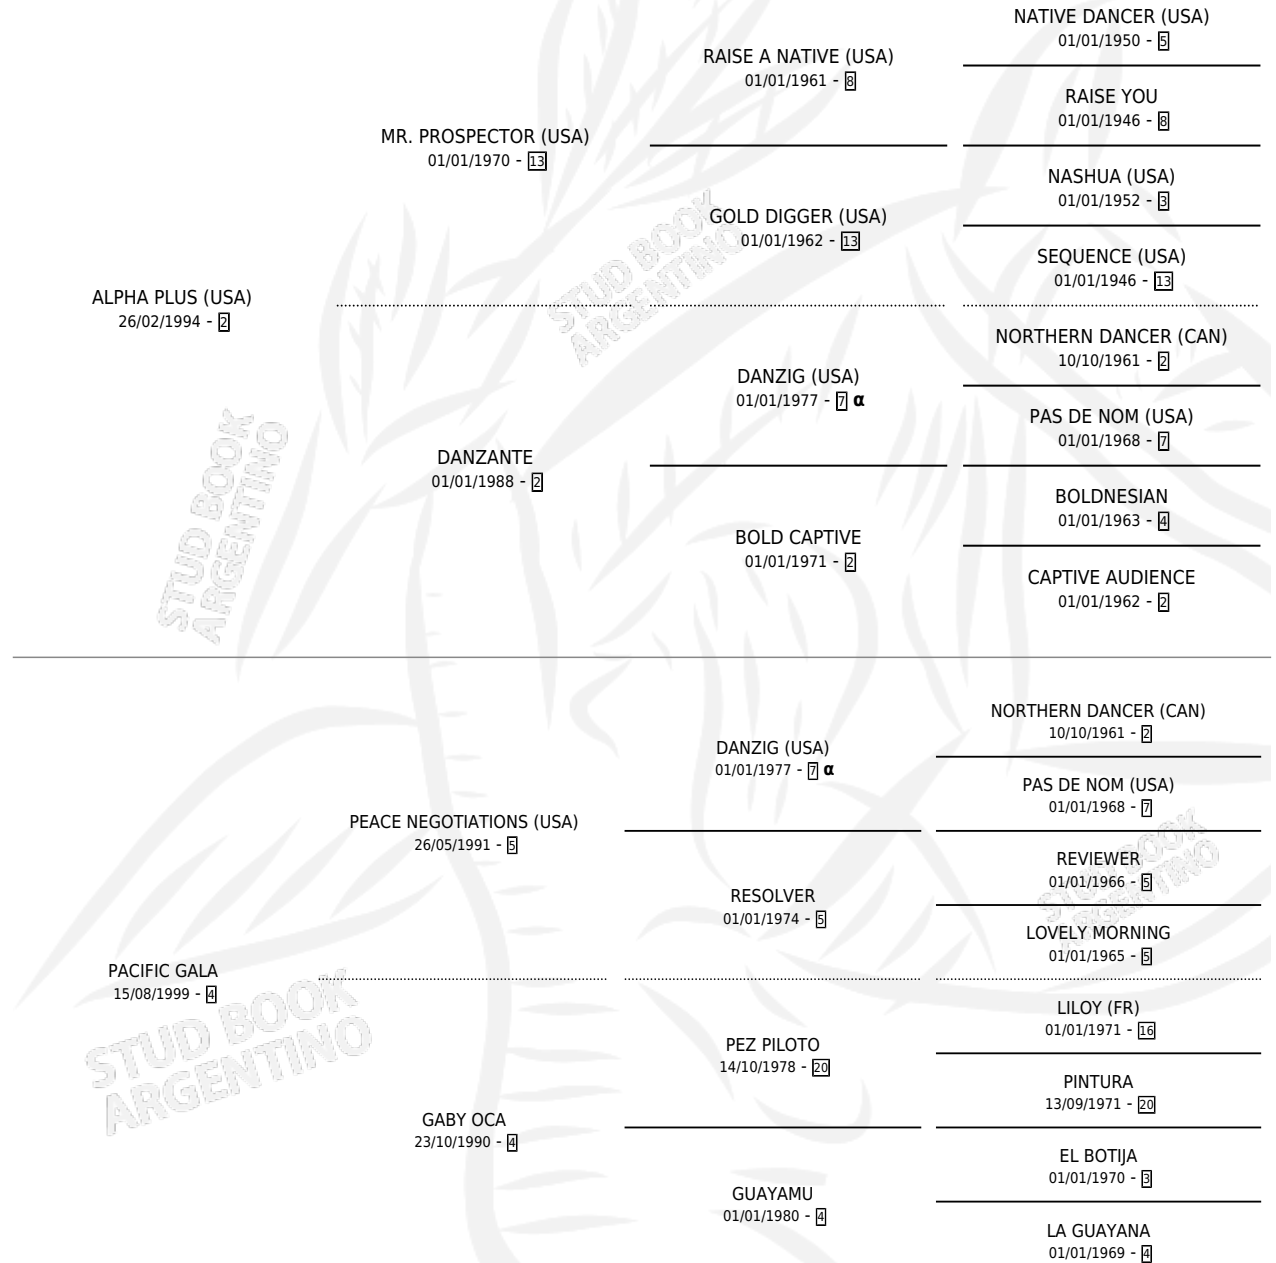 NATIVE DANCER (USA)
01/01/1950 - 5
RAISE A NATIVE (USA)
01/01/1961 - 8
RAISE YOU
01/01/1946 - 8
MR. PROSPECTOR (USA)
01/01/1970 - 13
NASHUA (USA)
01/01/1952 - 3
GOLD DIGGER (USA)
01/01/1962 - 13
SEQUENCE (USA)
01/01/1946 - 13
ALPHA PLUS (USA)
26/02/1994 - 2
NORTHERN DANCER (CAN)
10/10/1961 - 2
DANZIG (USA)
01/01/1977 - 7 α
PAS DE NOM (USA)
01/01/1968 - 7
DANZANTE
01/01/1988 - 2
BOLDNESIAN
01/01/1963 - 4
BOLD CAPTIVE
01/01/1971 - 2
CAPTIVE AUDIENCE
01/01/1962 - 2
STUD BOOK
ARGENTINO
STUD BOOK
ARGENTINO
NORTHERN DANCER (CAN)
10/10/1961 - 2
DANZIG (USA)
01/01/1977 - 7 α
PAS DE NOM (USA)
01/01/1968 - 7
PEACE NEGOTIATIONS (USA)
26/05/1991 - 5
REVIEWER
01/01/1966 - 5
RESOLVER
01/01/1974 - 5
LOVELY MORNING
01/01/1965 - 5
PACIFIC GALA
15/08/1999 - 4
LILOY (FR)
01/01/1971 - 16
PEZ PILOTO
14/10/1978 - 20
PINTURA
13/09/1971 - 20
GABY OCA
23/10/1990 - 4
EL BOTIJA
01/01/1970 - 3
GUAYAMU
01/01/1980 - 4
LA GUAYANA
01/01/1969 - 4
STUD BOOK
ARGENTINO
STUD BOOK
ARGENTINO